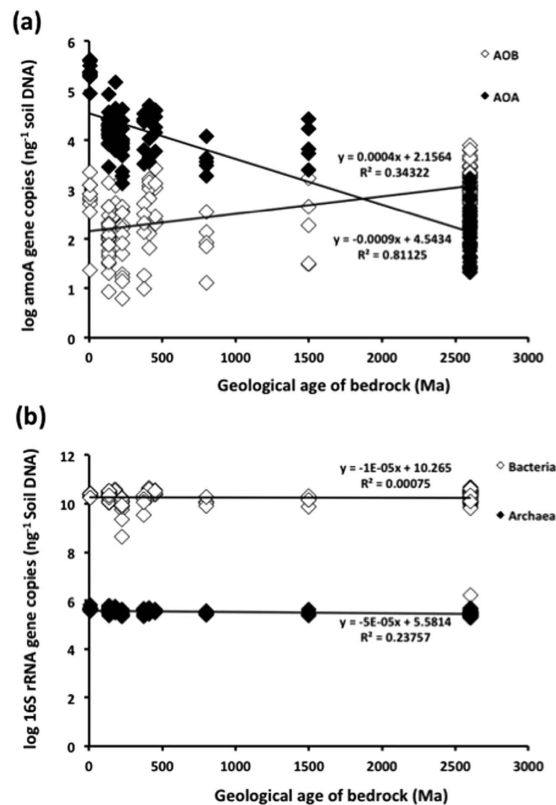 (a)
6
5
4
3
2
1
0
log amoA gene copies (ng⁻¹ soil DNA)
AOB
AOA
y = 0.0004x + 2.1564
R² = 0.34322
y = -0.0009x + 4.5434
R² = 0.81125
0 500 1000 1500 2000 2500 3000
Geological age of bedrock (Ma)
(b)
12
10
8
6
4
2
0
log 16S rRNA gene copies (ng⁻¹ Soil DNA)
y = -1E-05x + 10.265
R² = 0.00075
Bacteria
Archaea
y = -5E-05x + 5.5814
R² = 0.23757
0 500 1000 1500 2000 2500 3000
Geological age of bedrock (Ma)